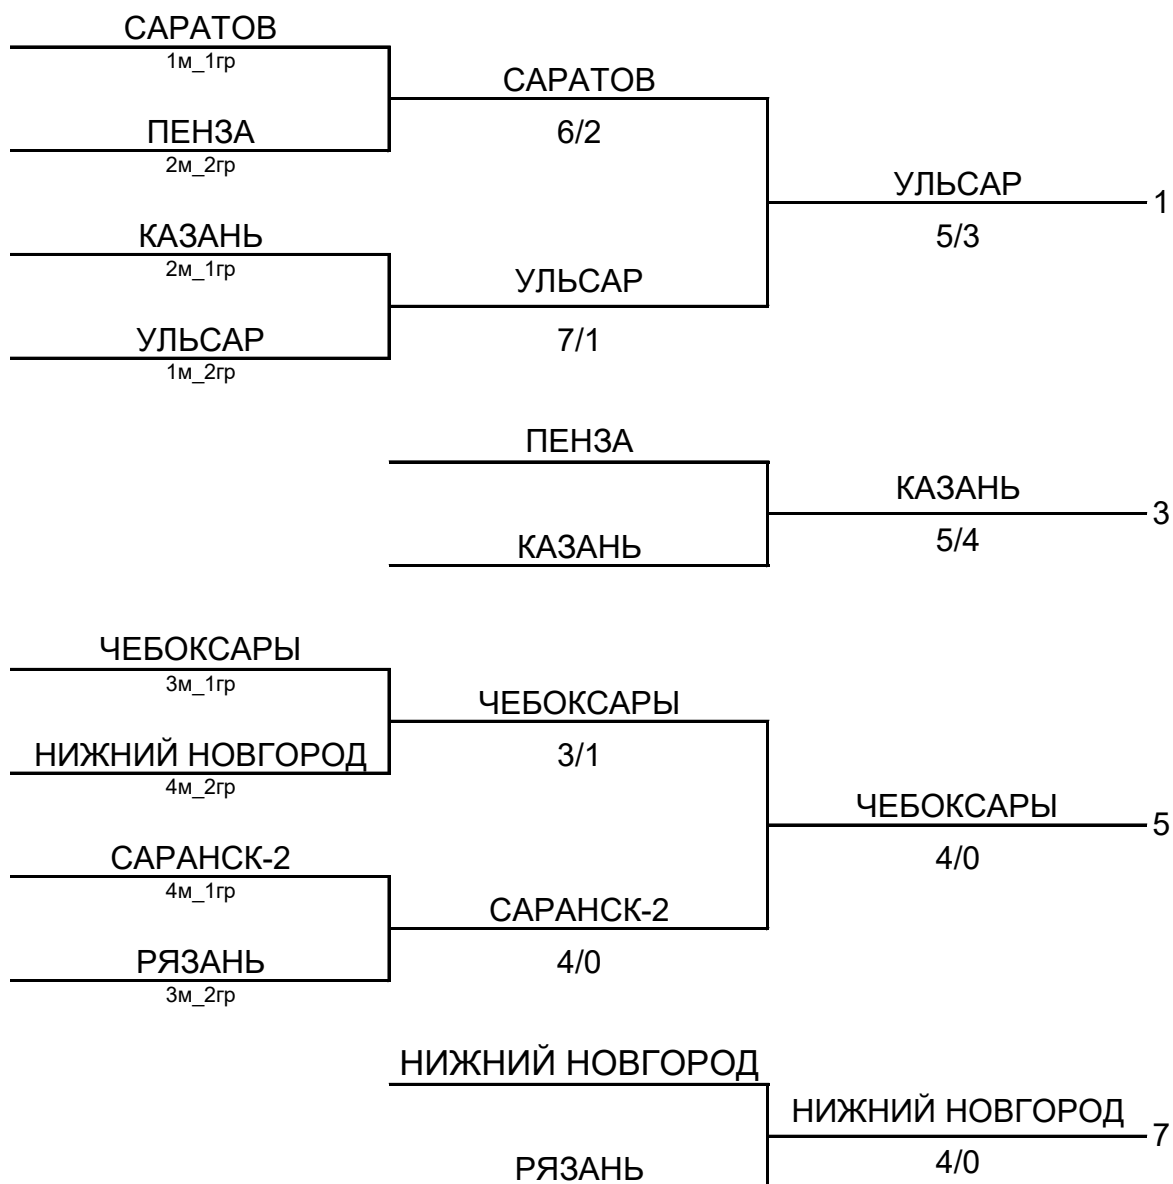 САРАТОВ
1м_1гр
САРАТОВ
6/2
ПЕНЗА
2м_2гр
УЛЬСАР
1
5/3
КАЗАНЬ
2м_1гр
УЛЬСАР
7/1
УЛЬСАР
1м_2гр
ПЕНЗА
КАЗАНЬ
3
5/4
КАЗАНЬ
ЧЕБОКСАРЫ
3м_1гр
ЧЕБОКСАРЫ
3/1
НИЖНИЙ НОВГОРОД
4м_2гр
ЧЕБОКСАРЫ
5
4/0
САРАНСК-2
4м_1гр
САРАНСК-2
4/0
РЯЗАНЬ
3м_2гр
НИЖНИЙ НОВГОРОД
НИЖНИЙ НОВГОРОД
7
4/0
РЯЗАНЬ